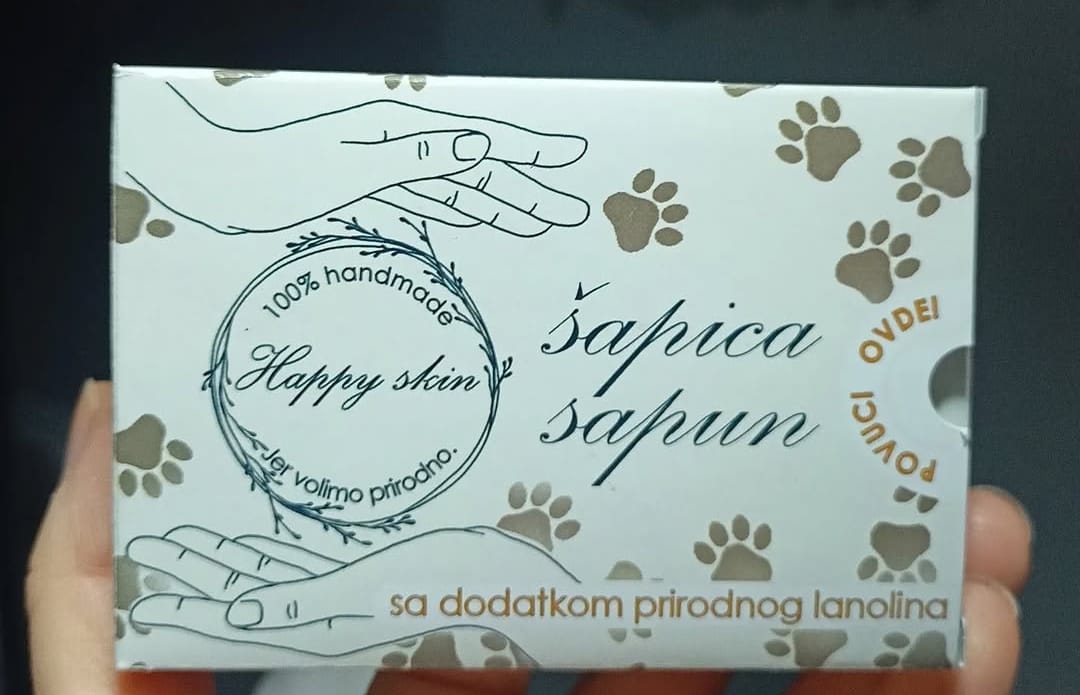 100% handmade
Happy skin
Jer volimo prirodno.
šapica
sapun
POVUCI OVDE!
sa dodatkom prirodnog lanolina